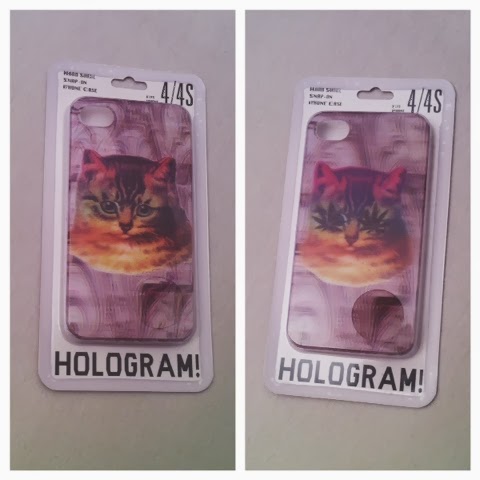 HARD SHELL
SNAP-ON
IPHONE CASE
4/4S
HOLOGRAM!
HARD SHELL
SNAP-ON
IPHONE CASE
4/4S
HOLOGRAM!